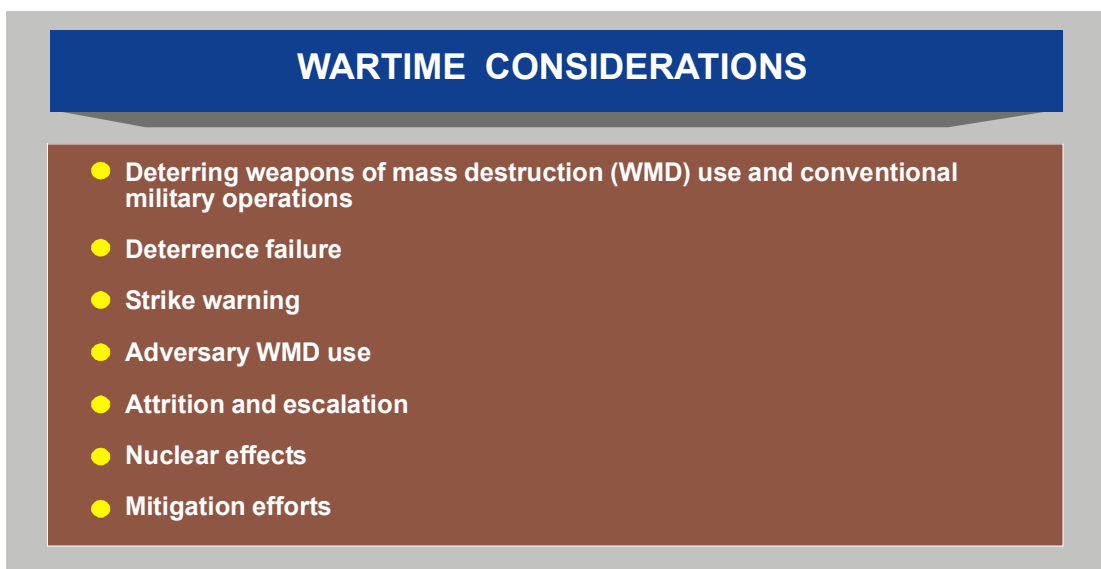 WARTIME CONSIDERATIONS
Deterring weapons of mass destruction (WMD) use and conventional
military operations
Deterrence failure
Strike warning
Adversary WMD use
Attrition and escalation
Nuclear effects
Mitigation efforts